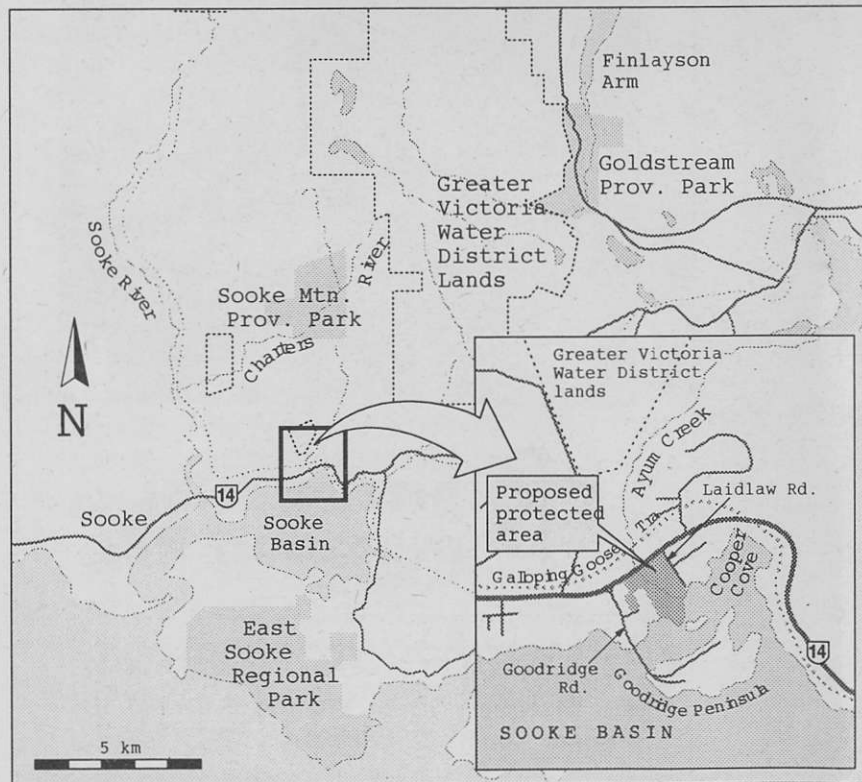 Finlayson
Arm
Goldstream
Prov. Park
Greater
Victoria
Water
District
Lands
Sooke River
Sooke Mtn.
Prov. Park
Charters River
N
14
Sooke
Sooke
Basin
East
Sooke
Regional
Park
5 km
Greater Victoria
Water District
lands
Ayum Creek
Laidlaw Rd.
Proposed
protected
area
Galloping Goose Tra
Cooper
Cove
14
Goodridge
Rd.
Goodridge Peninsula
SOOKE BASIN